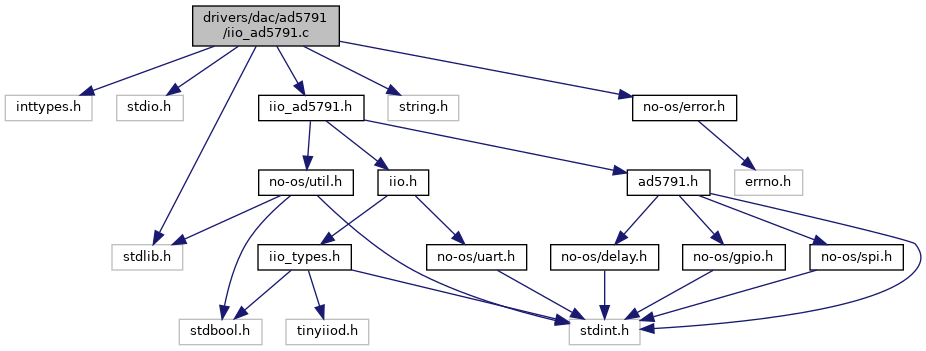 drivers/dac/ad5791
/iio_ad5791.c
inttypes.h
stdio.h
iio_ad5791.h
string.h
no-os/error.h
no-os/util.h
iio.h
ad5791.h
errno.h
stdlib.h
iio_types.h
no-os/uart.h
no-os/delay.h
no-os/gpio.h
no-os/spi.h
stdbool.h
tinyiiod.h
stdint.h